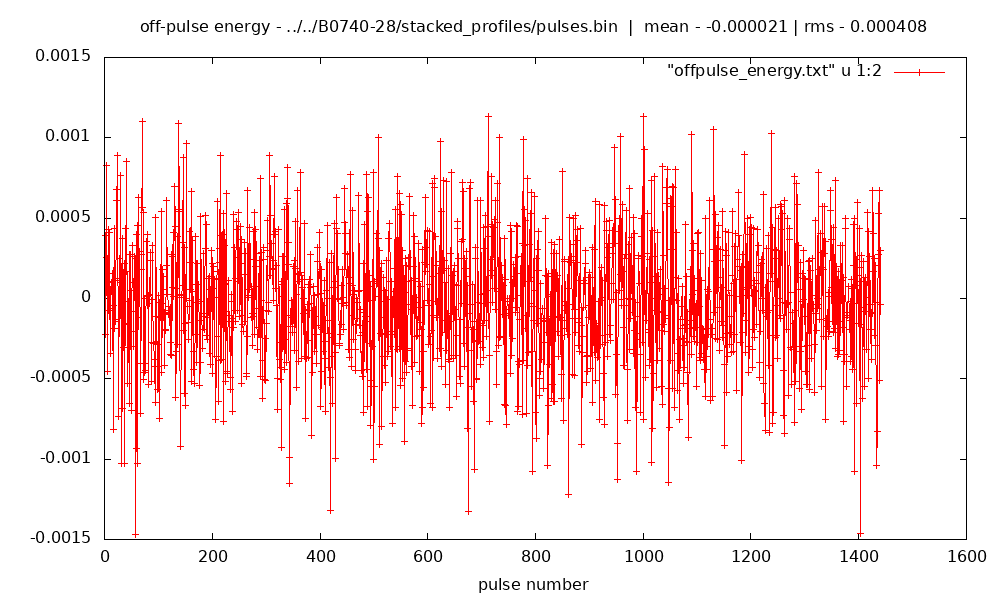 off-pulse energy - ../../B0740-28/stacked_profiles/pulses.bin | mean - -0.000021 | rms - 0.000408
"offpulse_energy.txt" u 1:2
0.0015
0.001
0.0005
0
-0.0005
-0.001
-0.0015
0 200 400 600 800 1000 1200 1400 1600
pulse number